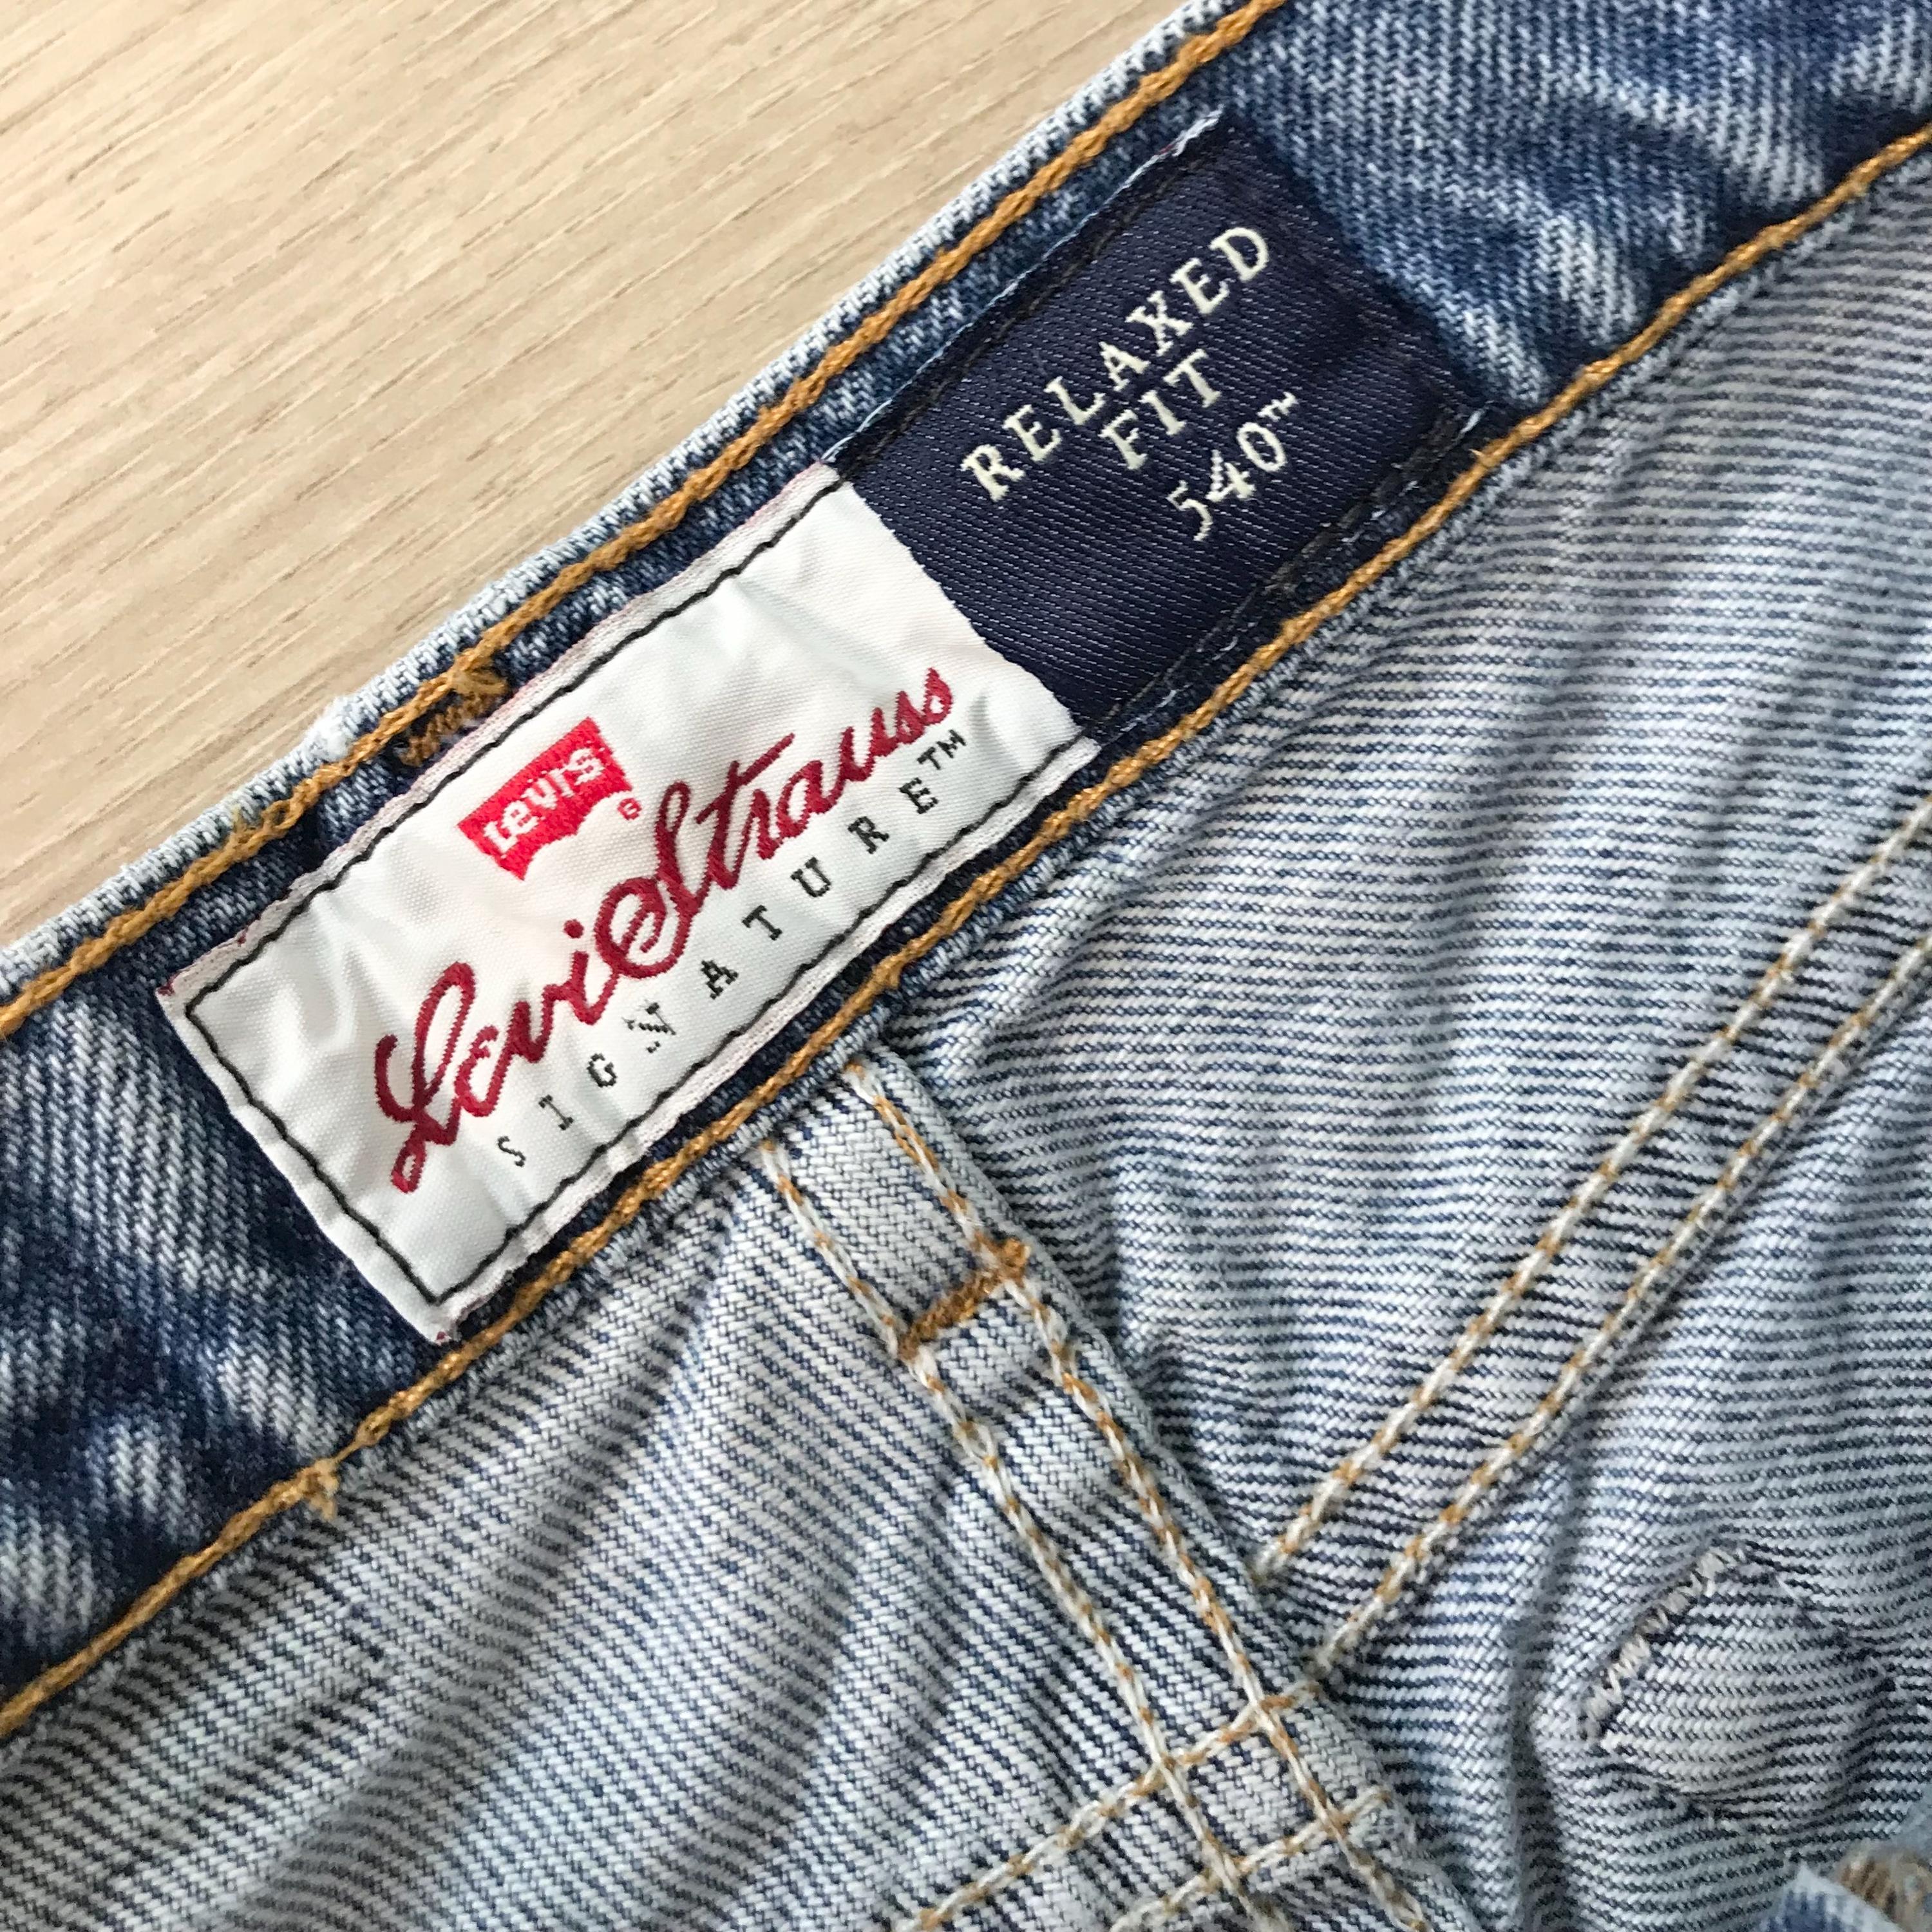 RELAXED
FIT
540™
Levi's®
Levi Strauss
SIGNATURE™